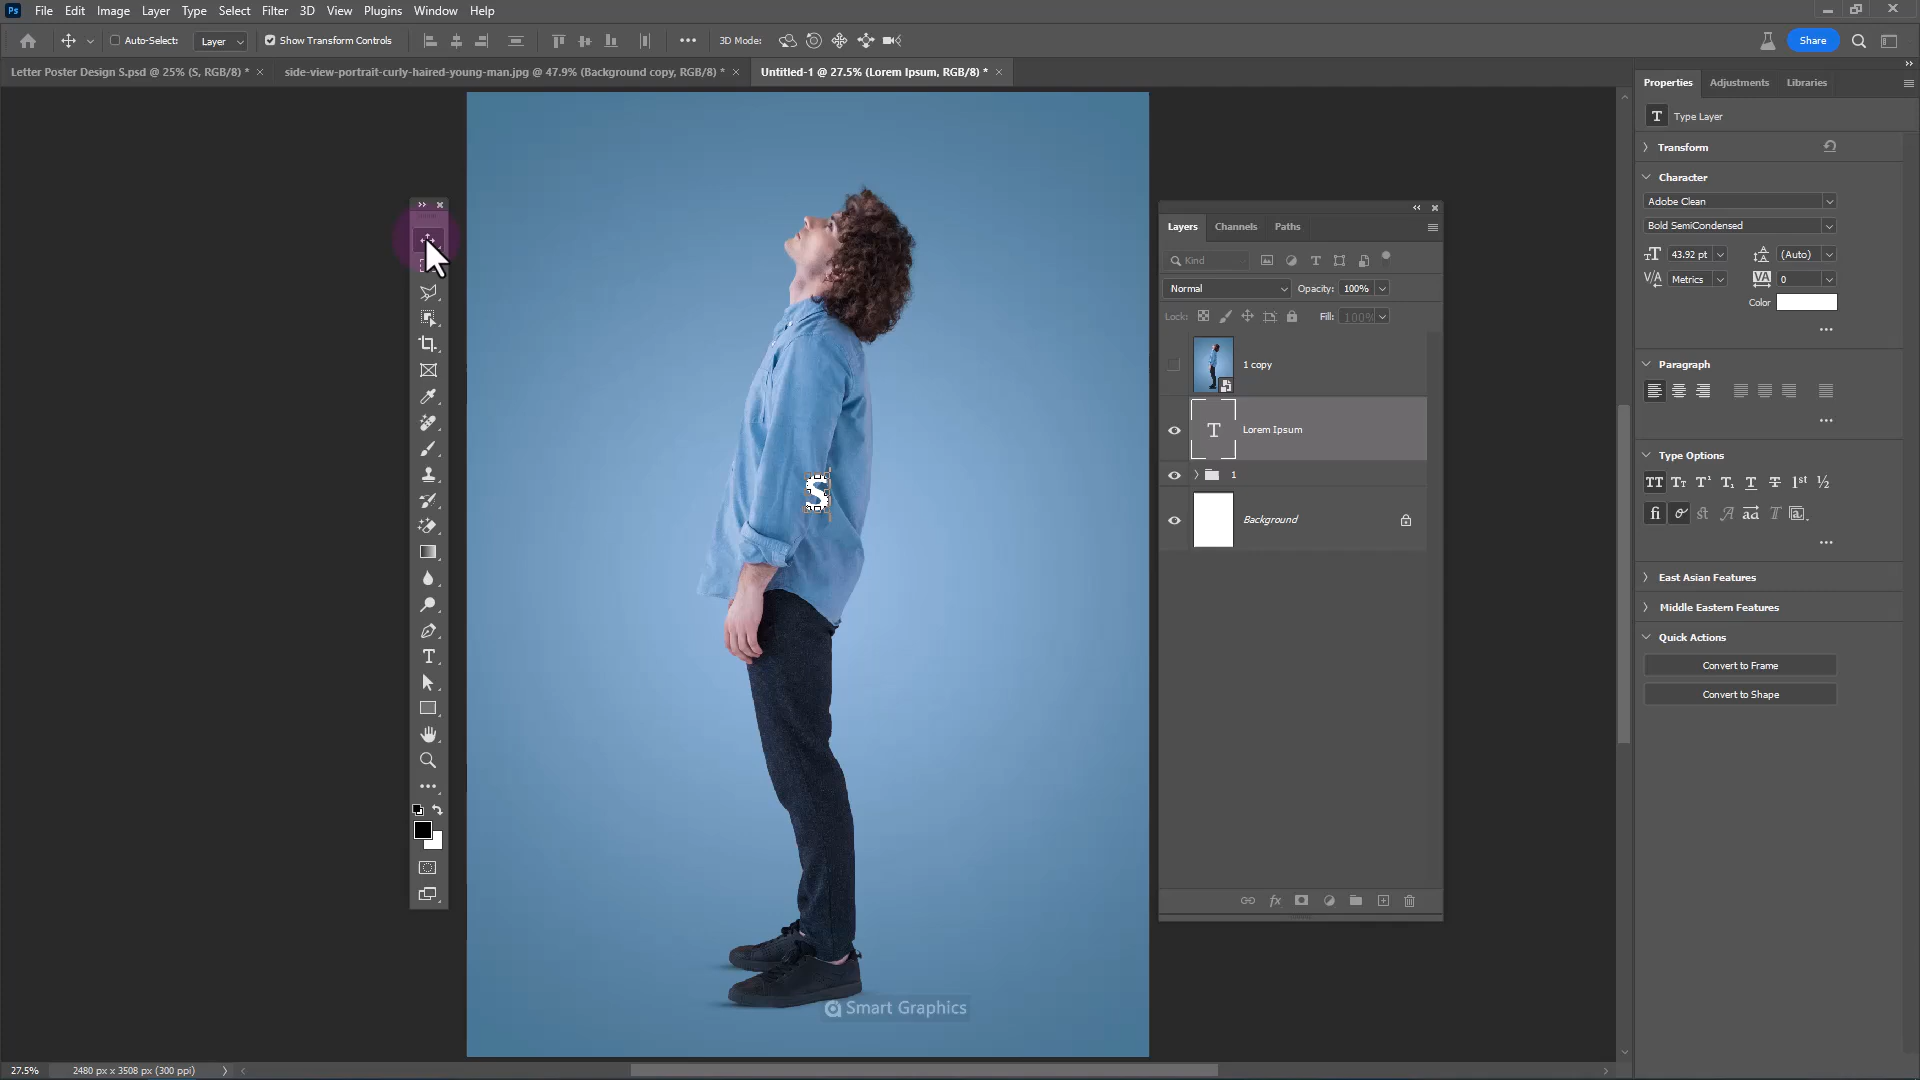 Ps File Edit Image Layer Type Select Filter 3D View Plugins Window Help
Auto-Select: Layer Show Transform Controls 3D Mode: Share
Letter Poster Design S.psd @ 25% (S, RGB/8) * side-view-portrait-curly-haired-young-man.jpg @ 47.9% (Background copy, RGB/8) * Untitled-1 @ 27.5% (Lorem Ipsum, RGB/8) *
Properties Adjustments Libraries
T Type Layer
Transform
Character
Adobe Clean
Bold SemiCondensed
43.92 pt (Auto)
Metrics 0
Color
Paragraph
Type Options
East Asian Features
Middle Eastern Features
Quick Actions
Convert to Frame
Convert to Shape
Layers Channels Paths
Kind
Normal Opacity: 100%
Lock: Fill: 100%
1 copy
T Lorem Ipsum
1
Background
S
Smart Graphics
27.5% 2480 px x 3508 px (300 ppi)